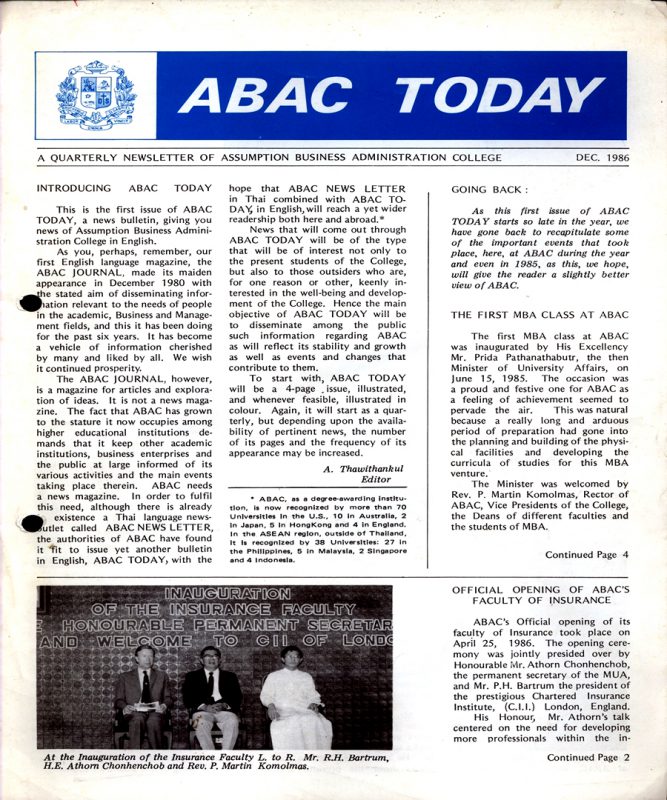 ABAC TODAY
LABOR
OMNIA
VINCIT
A QUARTERLY NEWSLETTER OF ASSUMPTION BUSINESS ADMINISTRATION COLLEGE DEC. 1986
INTRODUCING ABAC TODAY
This is the first issue of ABAC
TODAY, a news bulletin, giving you
news of Assumption Business Admini-
stration College in English.
As you, perhaps, remember, our
first English language magazine, the
ABAC JOURNAL, made its maiden
appearance in December 1980 with
the stated aim of disseminating infor-
mation relevant to the needs of people
in the academic, Business and Manage-
ment fields, and this it has been doing
for the past six years. It has become
a vehicle of information cherished
by many and liked by all. We wish
it continued prosperity.
The ABAC JOURNAL, however,
is a magazine for articles and explora-
tion of ideas. It is not a news maga-
zine. The fact that ABAC has grown
to the stature it now occupies among
higher educational institutions de-
mands that it keep other academic
institutions, business enterprises and
the public at large informed of its
various activities and the main events
taking place therein. ABAC needs
a news magazine. In order to fulfil
this need, although there is already
existence a Thai language news-
outlet called ABAC NEWS LETTER,
the authorities of ABAC have found
it fit to issue yet another bulletin
in English, ABAC TODAY, with the
hope that ABAC NEWS LETTER
in Thai combined with ABAC TO-
DAY, in English, will reach a yet wider
readership both here and abroad.*
News that will come out through
ABAC TODAY will be of the type
that will be of interest not only to
the present students of the College,
but also to those outsiders who are,
for one reason or other, keenly in-
terested in the well-being and develop-
ment of the College. Hence the main
objective of ABAC TODAY will be
to disseminate among the public
such information regarding ABAC
as will reflect its stability and growth
as well as events and changes that
contribute to them.
To start with, ABAC TODAY
will be a 4-page issue, illustrated,
and whenever feasible, illustrated in
colour. Again, it will start as a quar-
terly, but depending upon the availa-
bility of pertinent news, the number
of its pages and the frequency of its
appearance may be increased.
A. Thawithankul
Editor
* ABAC, as a degree-awarding institu-
tion, is now recognized by more than 70
Universities in the U.S., 10 in Australia, 2
in Japan, 5 in HongKong and 4 in England.
In the ASEAN region, outside of Thailand,
it is recognized by 38 Universities: 27 in
the Philippines, 5 in Malaysia, 2 Singapore
and 4 Indonesia.
GOING BACK :
As this first issue of ABAC
TODAY starts so late in the year, we
have gone back to recapitulate some
of the important events that took
place, here, at ABAC during the year
and even in 1985, as this, we hope,
will give the reader a slightly better
view of ABAC.
THE FIRST MBA CLASS AT ABAC
The first MBA class at ABAC
was inaugurated by His Excellency
Mr. Prida Pathanathabutr, the then
Minister of University Affairs, on
June 15, 1985. The occasion was
a proud and festive one for ABAC as
a feeling of achievement seemed to
pervade the air. This was natural
because a really long and arduous
period of preparation had gone into
the planning and building of the physi-
cal facilities and developing the
curricula of studies for this MBA
venture.
The Minister was welcomed by
Rev. P. Martin Komolmas, Rector of
ABAC, Vice Presidents of the College,
the Deans of different faculties and
the students of MBA.
Continued Page 4
INAUGURATION
OF THE INSURANCE FACULTY
HONOURABLE PERMANENT SECRETAR
AND WELCOME TO CII OF LONDO
At the Inauguration of the Insurance Faculty L. to R. Mr. R.H. Bartrum,
H.E. Athorn Chonhenchob and Rev. P. Martin Komolmas.
OFFICIAL OPENING OF ABAC'S
FACULTY OF INSURANCE
ABAC's Official opening of its
faculty of Insurance took place on
April 25, 1986. The opening cere-
mony was jointly presided over by
Honourable Mr. Athorn Chonhenchob,
the permanent secretary of the MUA,
and Mr. P.H. Bartrum the president of
the prestigious Chartered Insurance
Institute, (C.I.I.) London, England.
His Honour, Mr. Athorn's talk
centered on the need for developing
more professionals within the in-
Continued Page 2